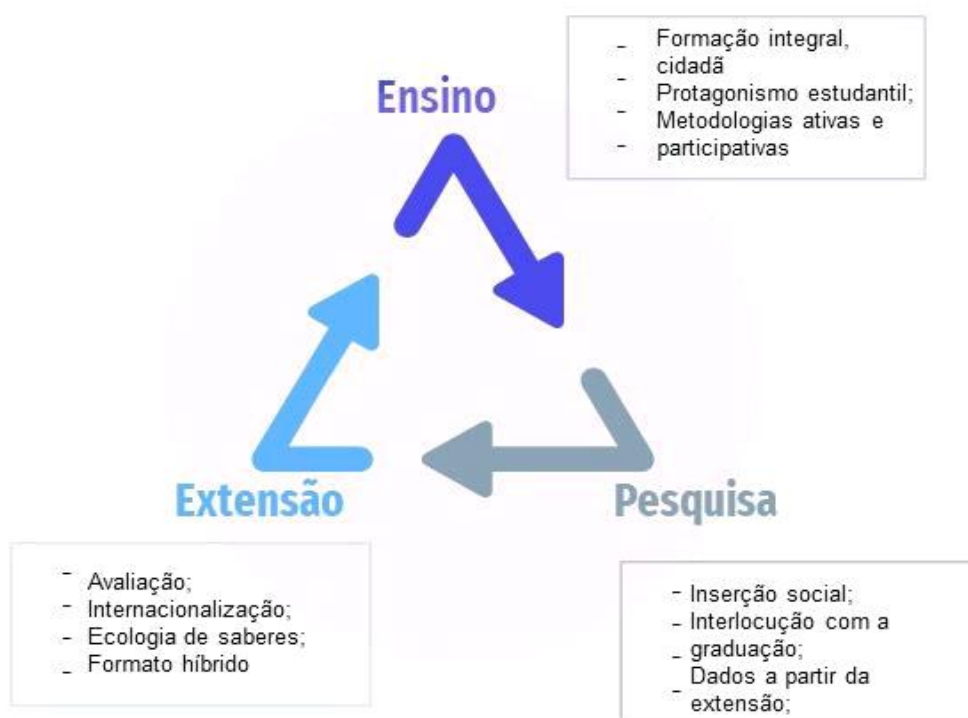 Ensino
- Formação integral,
- cidadã
- Protagonismo estudantil;
- Metodologias ativas e
- participativas
Extensão
- Avaliação;
- Internacionalização;
- Ecologia de saberes;
- Formato híbrido
Pesquisa
- Inserção social;
- Interlocução com a
- graduação;
Dados a partir da
- extensão;